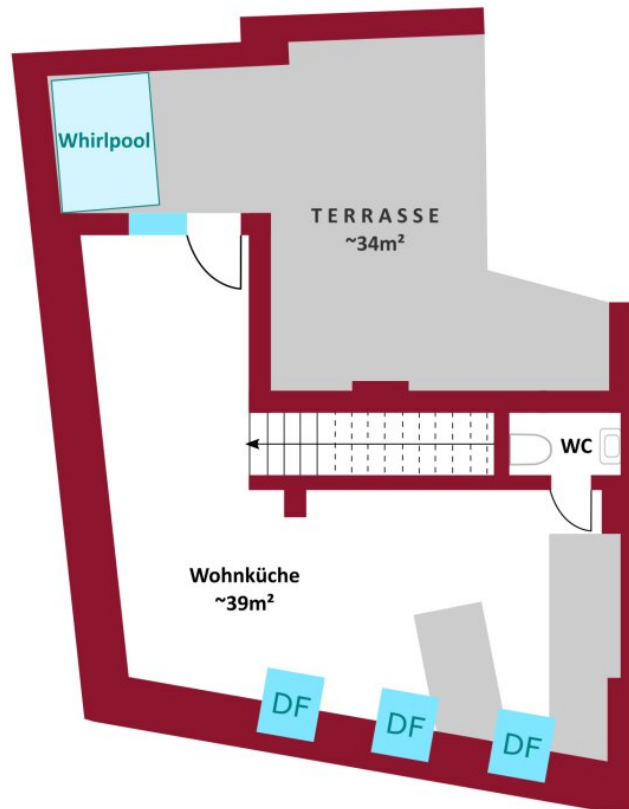 Whirlpool
TERRASSE
~34m²
WC
Wohnküche
~39m²
DF
DF
DF